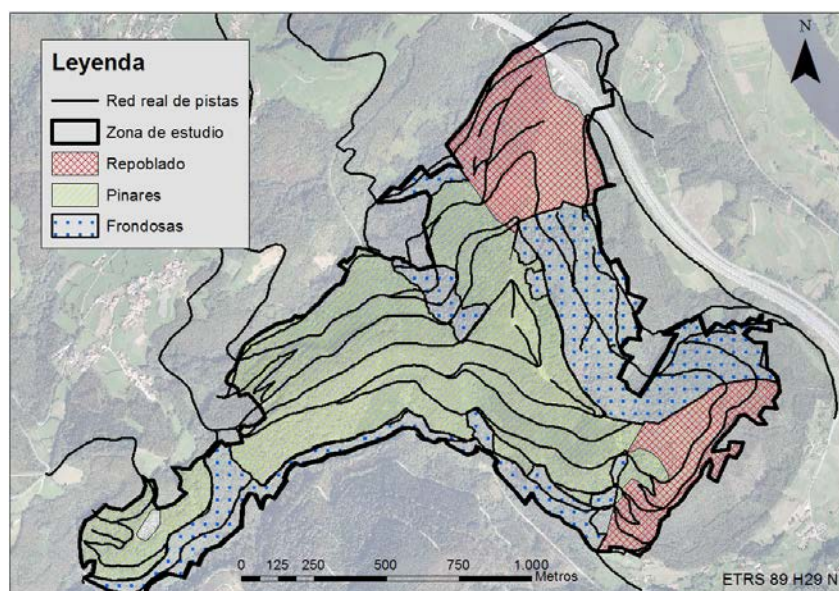 N
Leyenda
Red real de pistas
Zona de estudio
Repoblado
Pinares
Frondosas
0 125 250 500 750 1.000
Metros
ETRS 89 H29 N